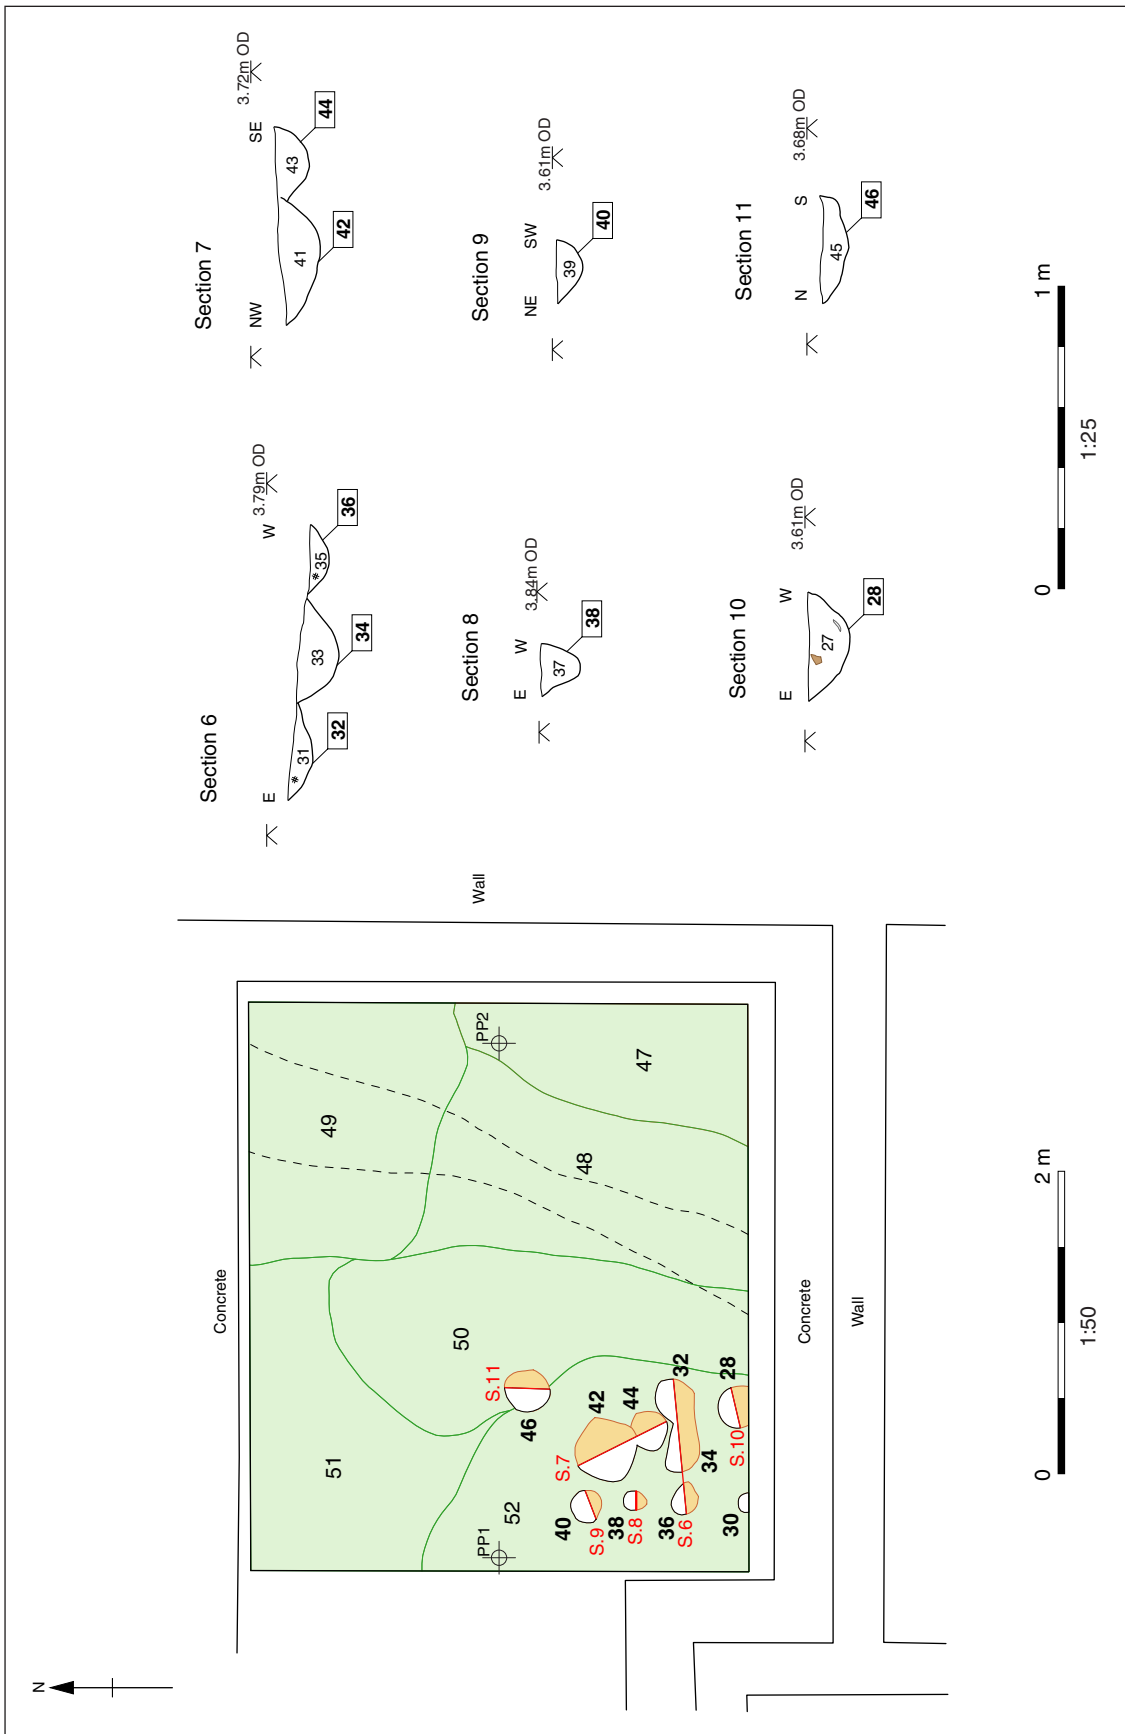 N
Concrete
Wall
49
51
48
50
47
52
PP1
PP2
S.11
46
42
44
32
28
S.7
40
S.9
38
S.8
36
S.6
34
S.10
30
Concrete
Wall
0
2 m
1:50
Section 6
E
W
3.79m OD
* 31
33
* 35
32
34
36
Section 7
NW
SE
3.72m OD
41
43
42
44
Section 8
E
W
3.84m OD
37
38
Section 9
NE
SW
3.61m OD
39
40
Section 10
E
W
3.61m OD
27
28
Section 11
N
S
3.68m OD
45
46
0
1 m
1:25